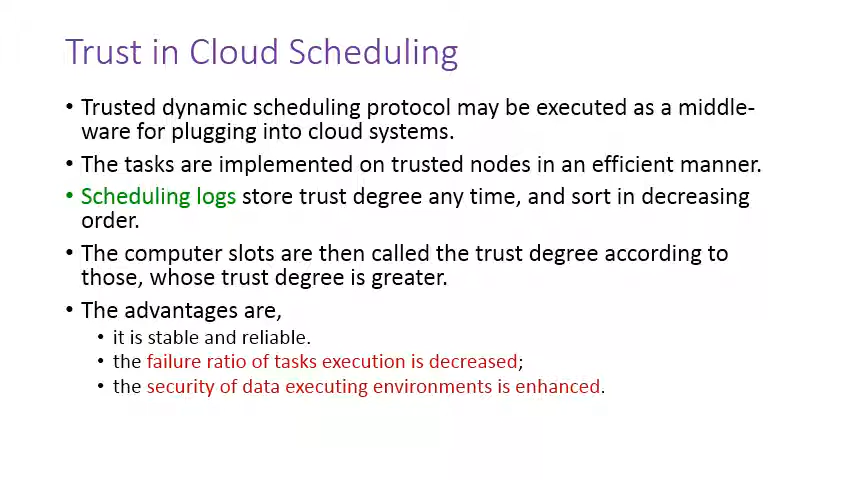 Trust in Cloud Scheduling
• Trusted dynamic scheduling protocol may be executed as a middle-
ware for plugging into cloud systems.
• The tasks are implemented on trusted nodes in an efficient manner.
• Scheduling logs store trust degree any time, and sort in decreasing
order.
• The computer slots are then called the trust degree according to
those, whose trust degree is greater.
• The advantages are,
• it is stable and reliable.
• the failure ratio of tasks execution is decreased;
• the security of data executing environments is enhanced.